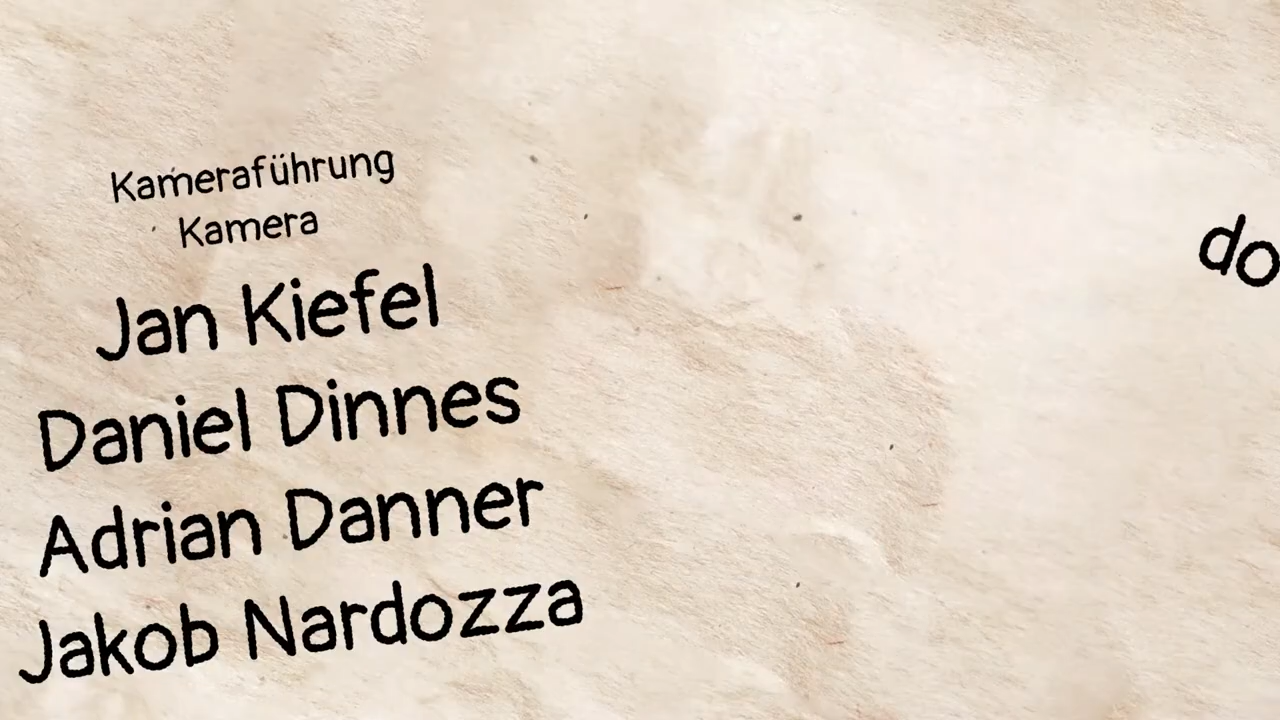 Kameraführung
Kamera
Jan Kiefel
Daniel Dinnes
Adrian Danner
Jakob Nardozza
do